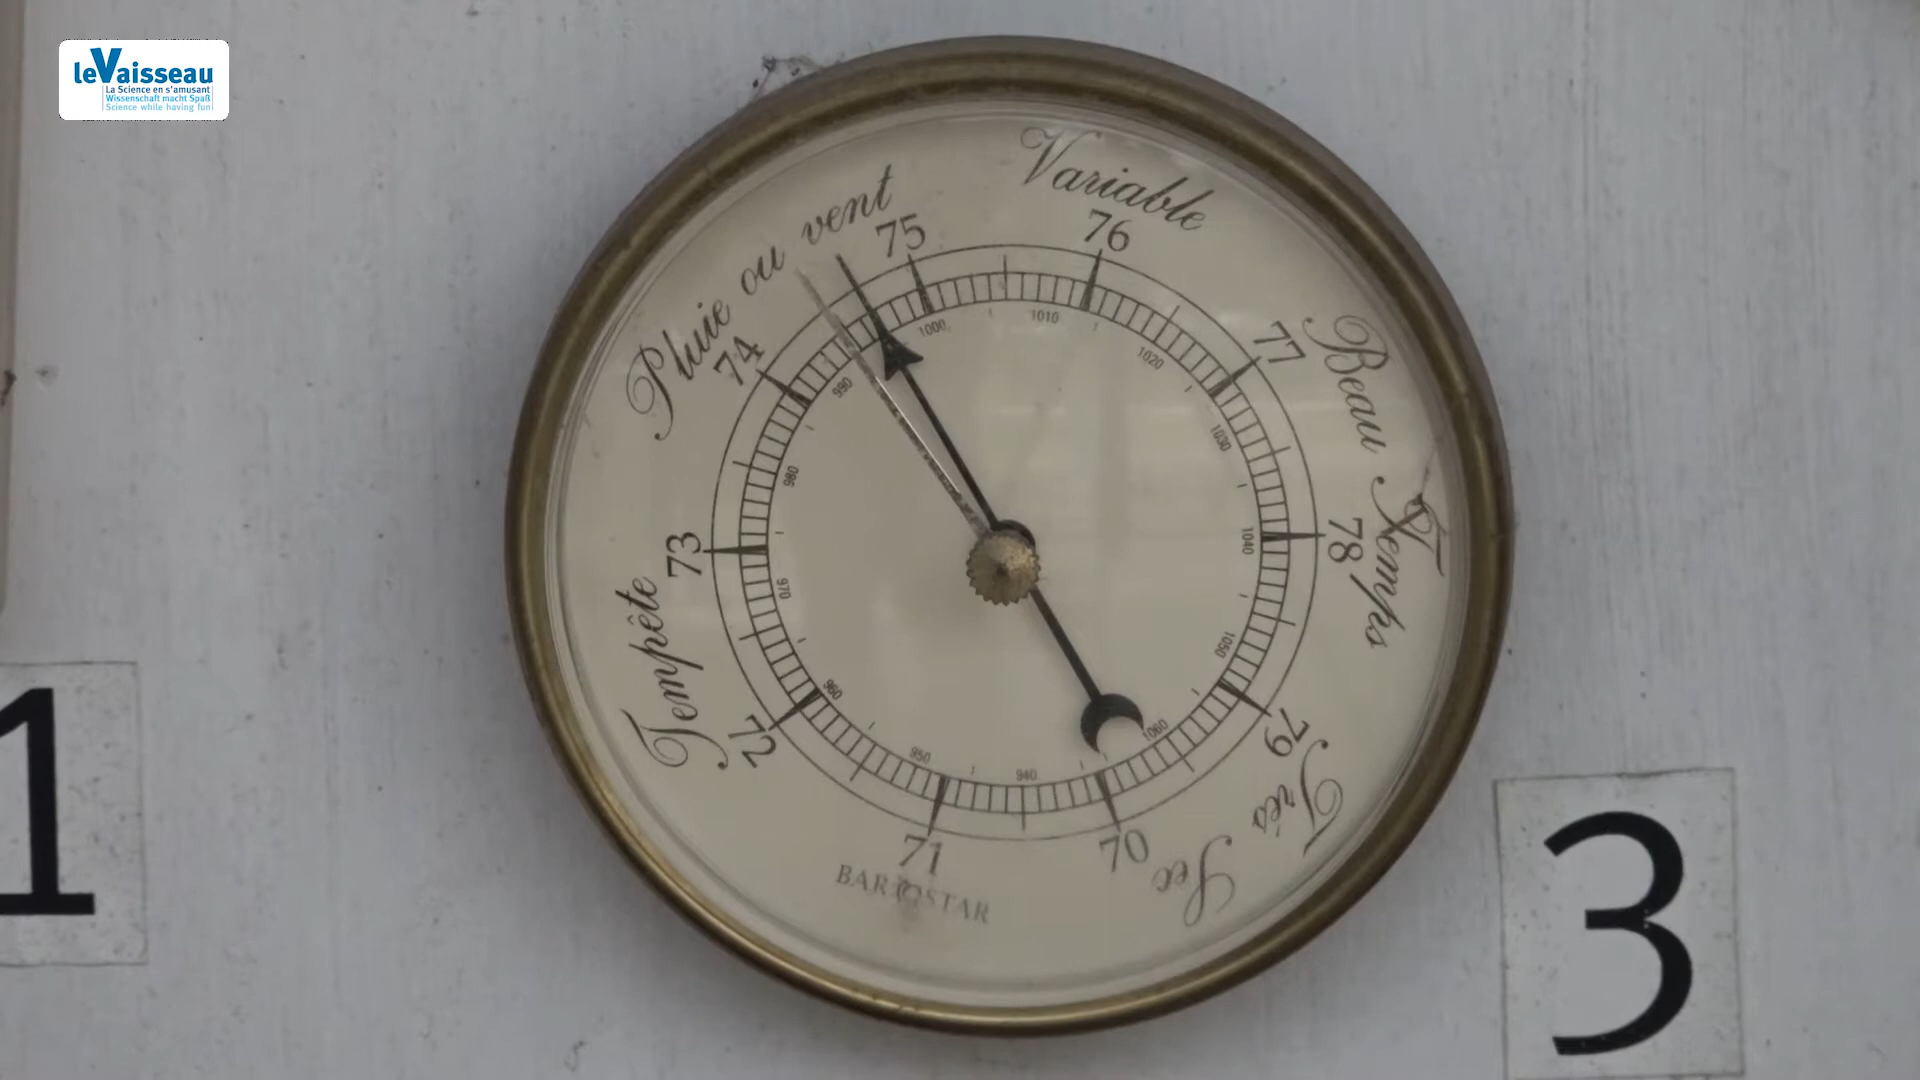 leVaisseau
La Science en s'amusant
Wissenschaft macht Spaß
Science while having fun
Tempête
Pluie ou vent
Variable
Beau Temps
Très Sec
70
71
72
73
74
75
76
77
78
79
940
950
960
970
980
990
1000
1010
1020
1030
1040
1050
1060
BAROSTAR
1
3